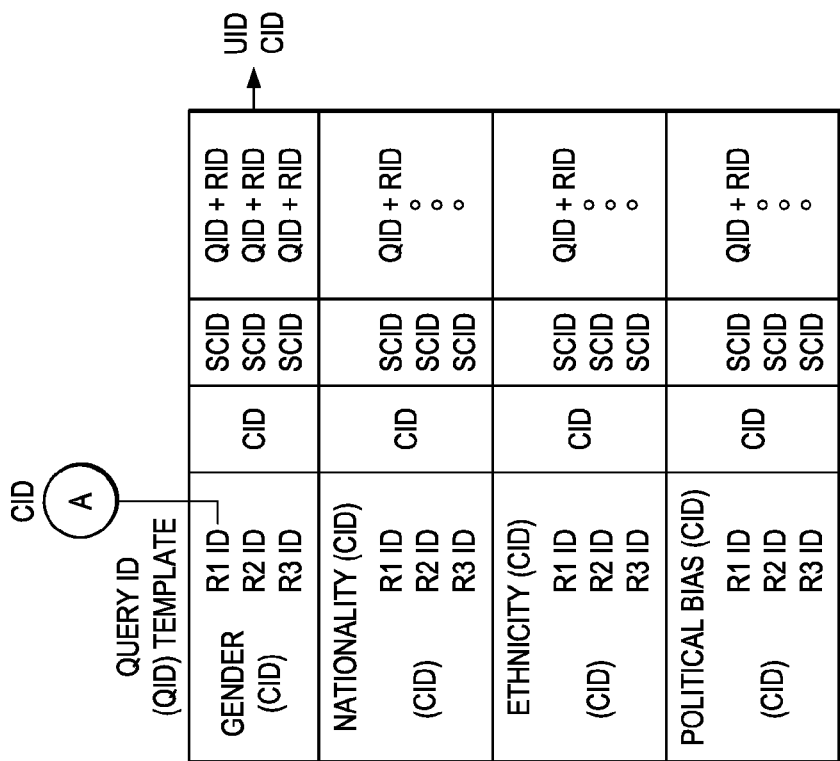 CID
A
QUERY ID
(QID) TEMPLATE
UID
CID
GENDER
(CID)
R1 ID
R2 ID
R3 ID
CID
SCID
SCID
SCID
QID + RID
QID + RID
QID + RID
NATIONALITY (CID)
(CID)
R1 ID
R2 ID
R3 ID
CID
SCID
SCID
SCID
QID + RID
ETHNICITY (CID)
(CID)
R1 ID
R2 ID
R3 ID
CID
SCID
SCID
SCID
QID + RID
POLITICAL BIAS (CID)
(CID)
R1 ID
R2 ID
R3 ID
CID
SCID
SCID
SCID
QID + RID